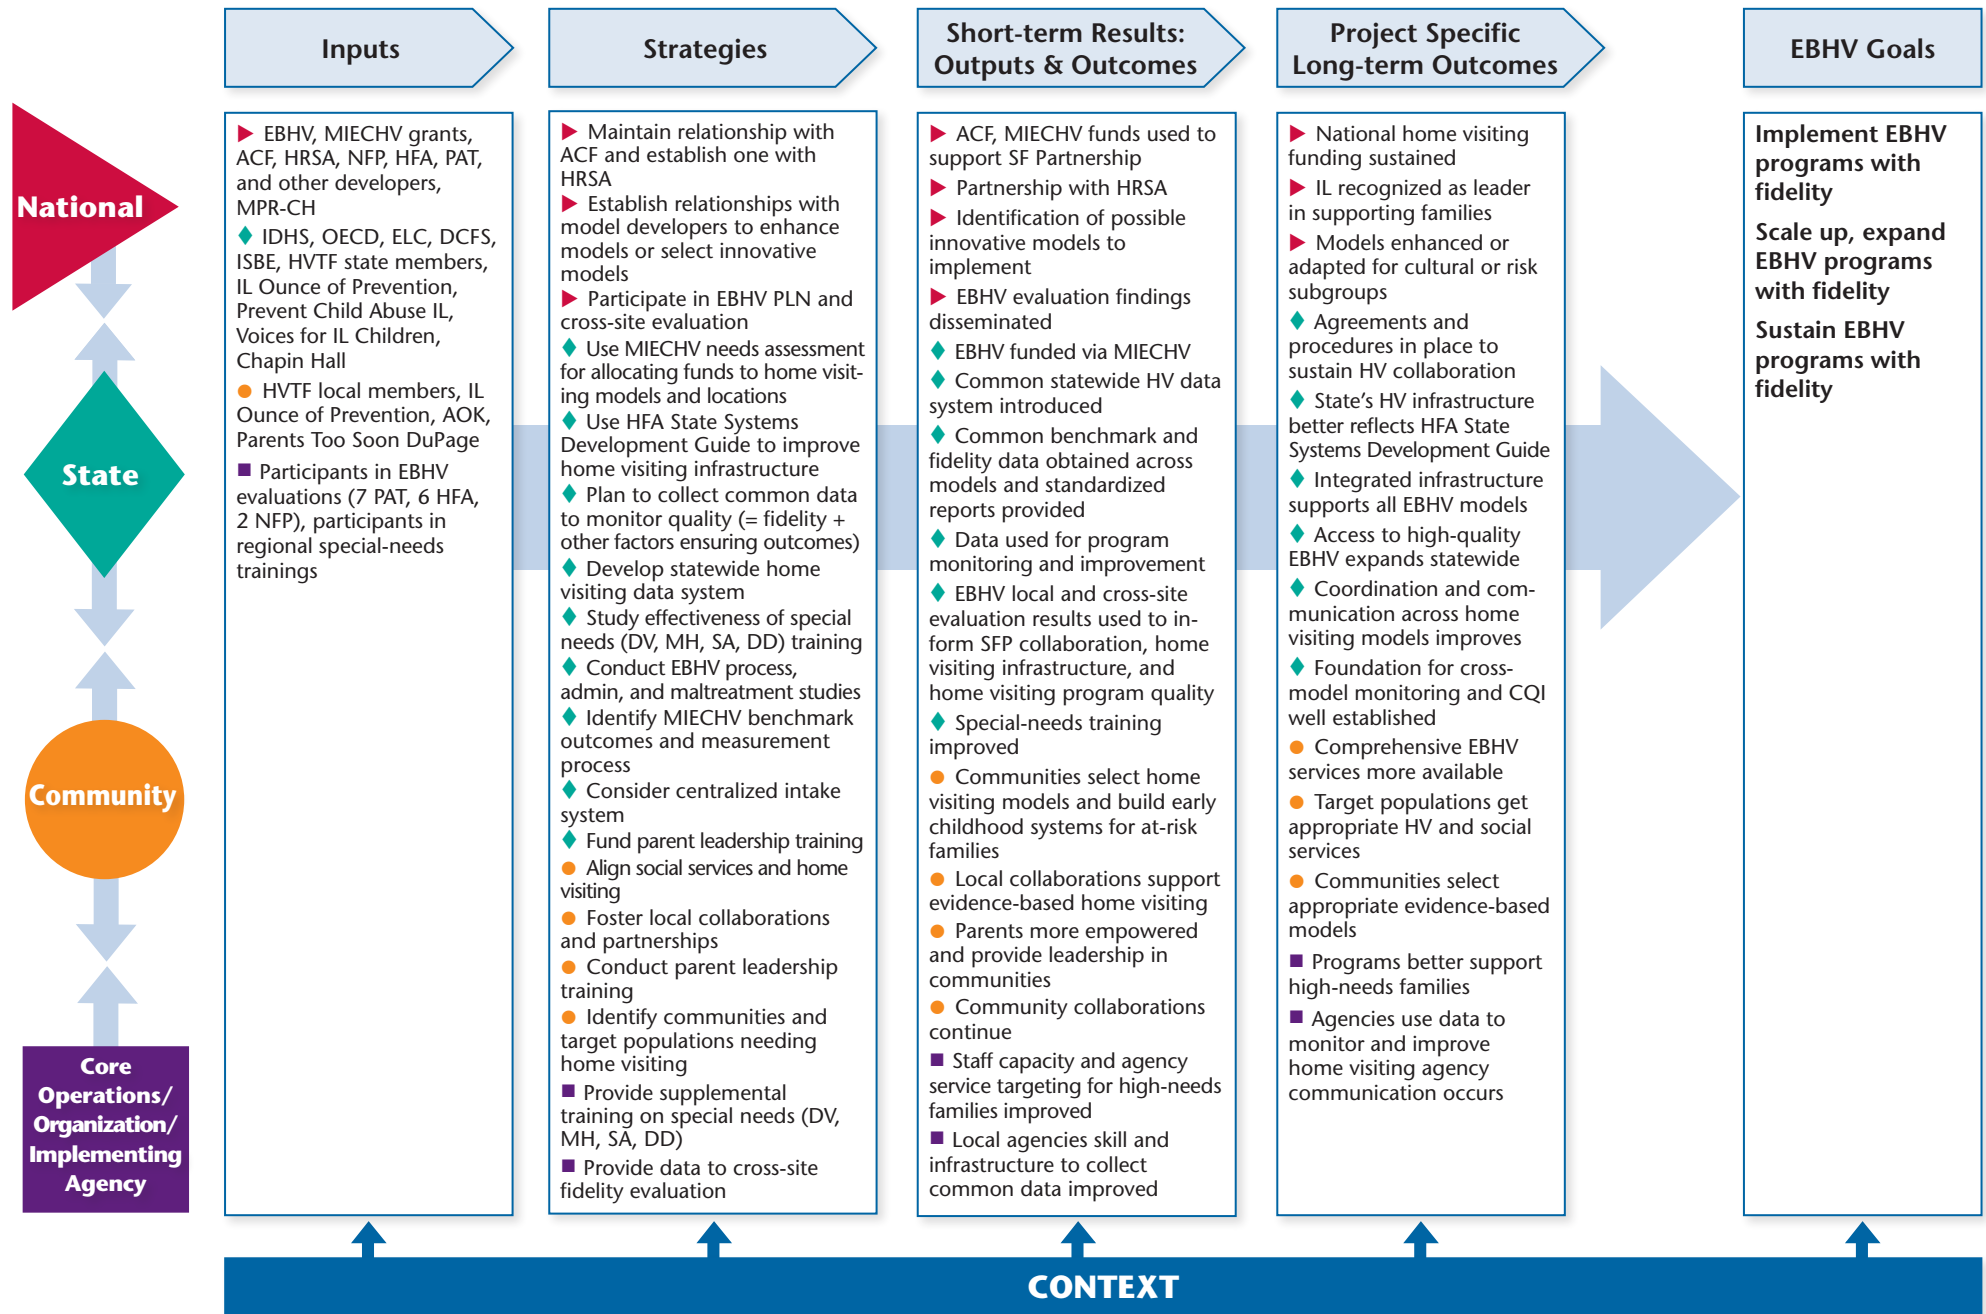 Inputs
Strategies
Short-term Results:
Outputs & Outcomes
Project Specific
Long-term Outcomes
EBHV Goals
National
State
Community
Core
Operations/
Organization/
Implementing
Agency
▶ EBHV, MIECHV grants,
ACF, HRSA, NFP, HFA, PAT,
and other developers,
MPR-CH
♦ IDHS, OECD, ELC, DCFS,
ISBE, HVTF state members,
IL Ounce of Prevention,
Prevent Child Abuse IL,
Voices for IL Children,
Chapin Hall
● HVTF local members, IL
Ounce of Prevention, AOK,
Parents Too Soon DuPage
■ Participants in EBHV
evaluations (7 PAT, 6 HFA,
2 NFP), participants in
regional special-needs
trainings
▶ Maintain relationship with
ACF and establish one with
HRSA
▶ Establish relationships with
model developers to enhance
models or select innovative
models
▶ Participate in EBHV PLN and
cross-site evaluation
♦ Use MIECHV needs assessment
for allocating funds to home visit-
ing models and locations
♦ Use HFA State Systems
Development Guide to improve
home visiting infrastructure
♦ Plan to collect common data
to monitor quality (= fidelity +
other factors ensuring outcomes)
♦ Develop statewide home
visiting data system
♦ Study effectiveness of special
needs (DV, MH, SA, DD) training
♦ Conduct EBHV process,
admin, and maltreatment studies
♦ Identify MIECHV benchmark
outcomes and measurement
process
♦ Consider centralized intake
system
♦ Fund parent leadership training
● Align social services and home
visiting
● Foster local collaborations
and partnerships
● Conduct parent leadership
training
● Identify communities and
target populations needing
home visiting
■ Provide supplemental
training on special needs (DV,
MH, SA, DD)
■ Provide data to cross-site
fidelity evaluation
▶ ACF, MIECHV funds used to
support SF Partnership
▶ Partnership with HRSA
▶ Identification of possible
innovative models to
implement
▶ EBHV evaluation findings
disseminated
♦ EBHV funded via MIECHV
♦ Common statewide HV data
system introduced
♦ Common benchmark and
fidelity data obtained across
models and standardized
reports provided
♦ Data used for program
monitoring and improvement
♦ EBHV local and cross-site
evaluation results used to in-
form SFP collaboration, home
visiting infrastructure, and
home visiting program quality
♦ Special-needs training
improved
● Communities select home
visiting models and build early
childhood systems for at-risk
families
● Local collaborations support
evidence-based home visiting
● Parents more empowered
and provide leadership in
communities
● Community collaborations
continue
■ Staff capacity and agency
service targeting for high-needs
families improved
■ Local agencies skill and
infrastructure to collect
common data improved
▶ National home visiting
funding sustained
▶ IL recognized as leader
in supporting families
▶ Models enhanced or
adapted for cultural or risk
subgroups
♦ Agreements and
procedures in place to
sustain HV collaboration
♦ State's HV infrastructure
better reflects HFA State
Systems Development Guide
♦ Integrated infrastructure
supports all EBHV models
♦ Access to high-quality
EBHV expands statewide
♦ Coordination and com-
munication across home
visiting models improves
♦ Foundation for cross-
model monitoring and CQI
well established
● Comprehensive EBHV
services more available
● Target populations get
appropriate HV and social
services
● Communities select
appropriate evidence-based
models
■ Programs better support
high-needs families
■ Agencies use data to
monitor and improve
home visiting agency
communication occurs
Implement EBHV
programs with
fidelity
Scale up, expand
EBHV programs
with fidelity
Sustain EBHV
programs with
fidelity
CONTEXT